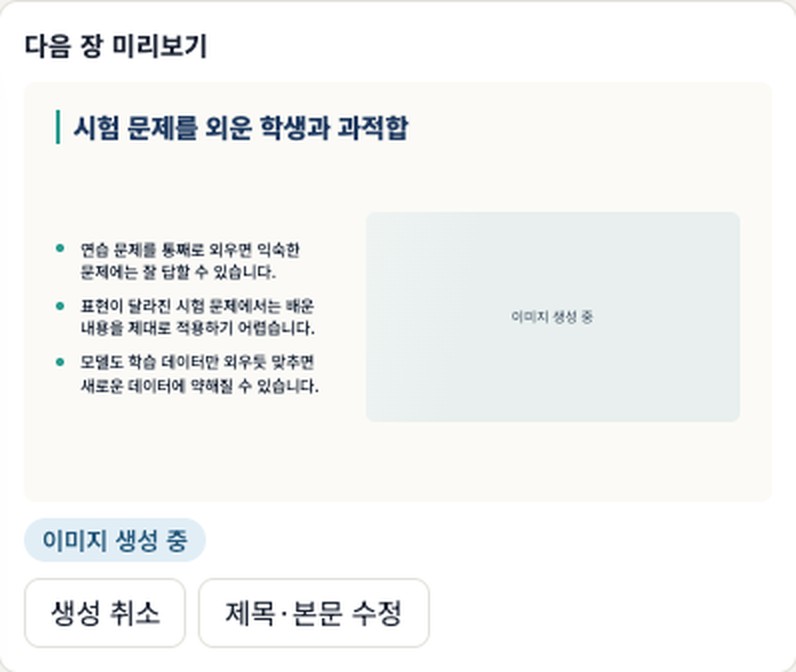 다음 장 미리보기
시험 문제를 외운 학생과 과적합
연습 문제를 통째로 외우면 익숙한
문제에는 잘 답할 수 있습니다.
표현이 달라진 시험 문제에서는 배운
내용을 제대로 적용하기 어렵습니다.
모델도 학습 데이터만 외우듯 맞추면
새로운 데이터에 약해질 수 있습니다.
이미지 생성 중
이미지 생성 중
생성 취소
제목·본문 수정